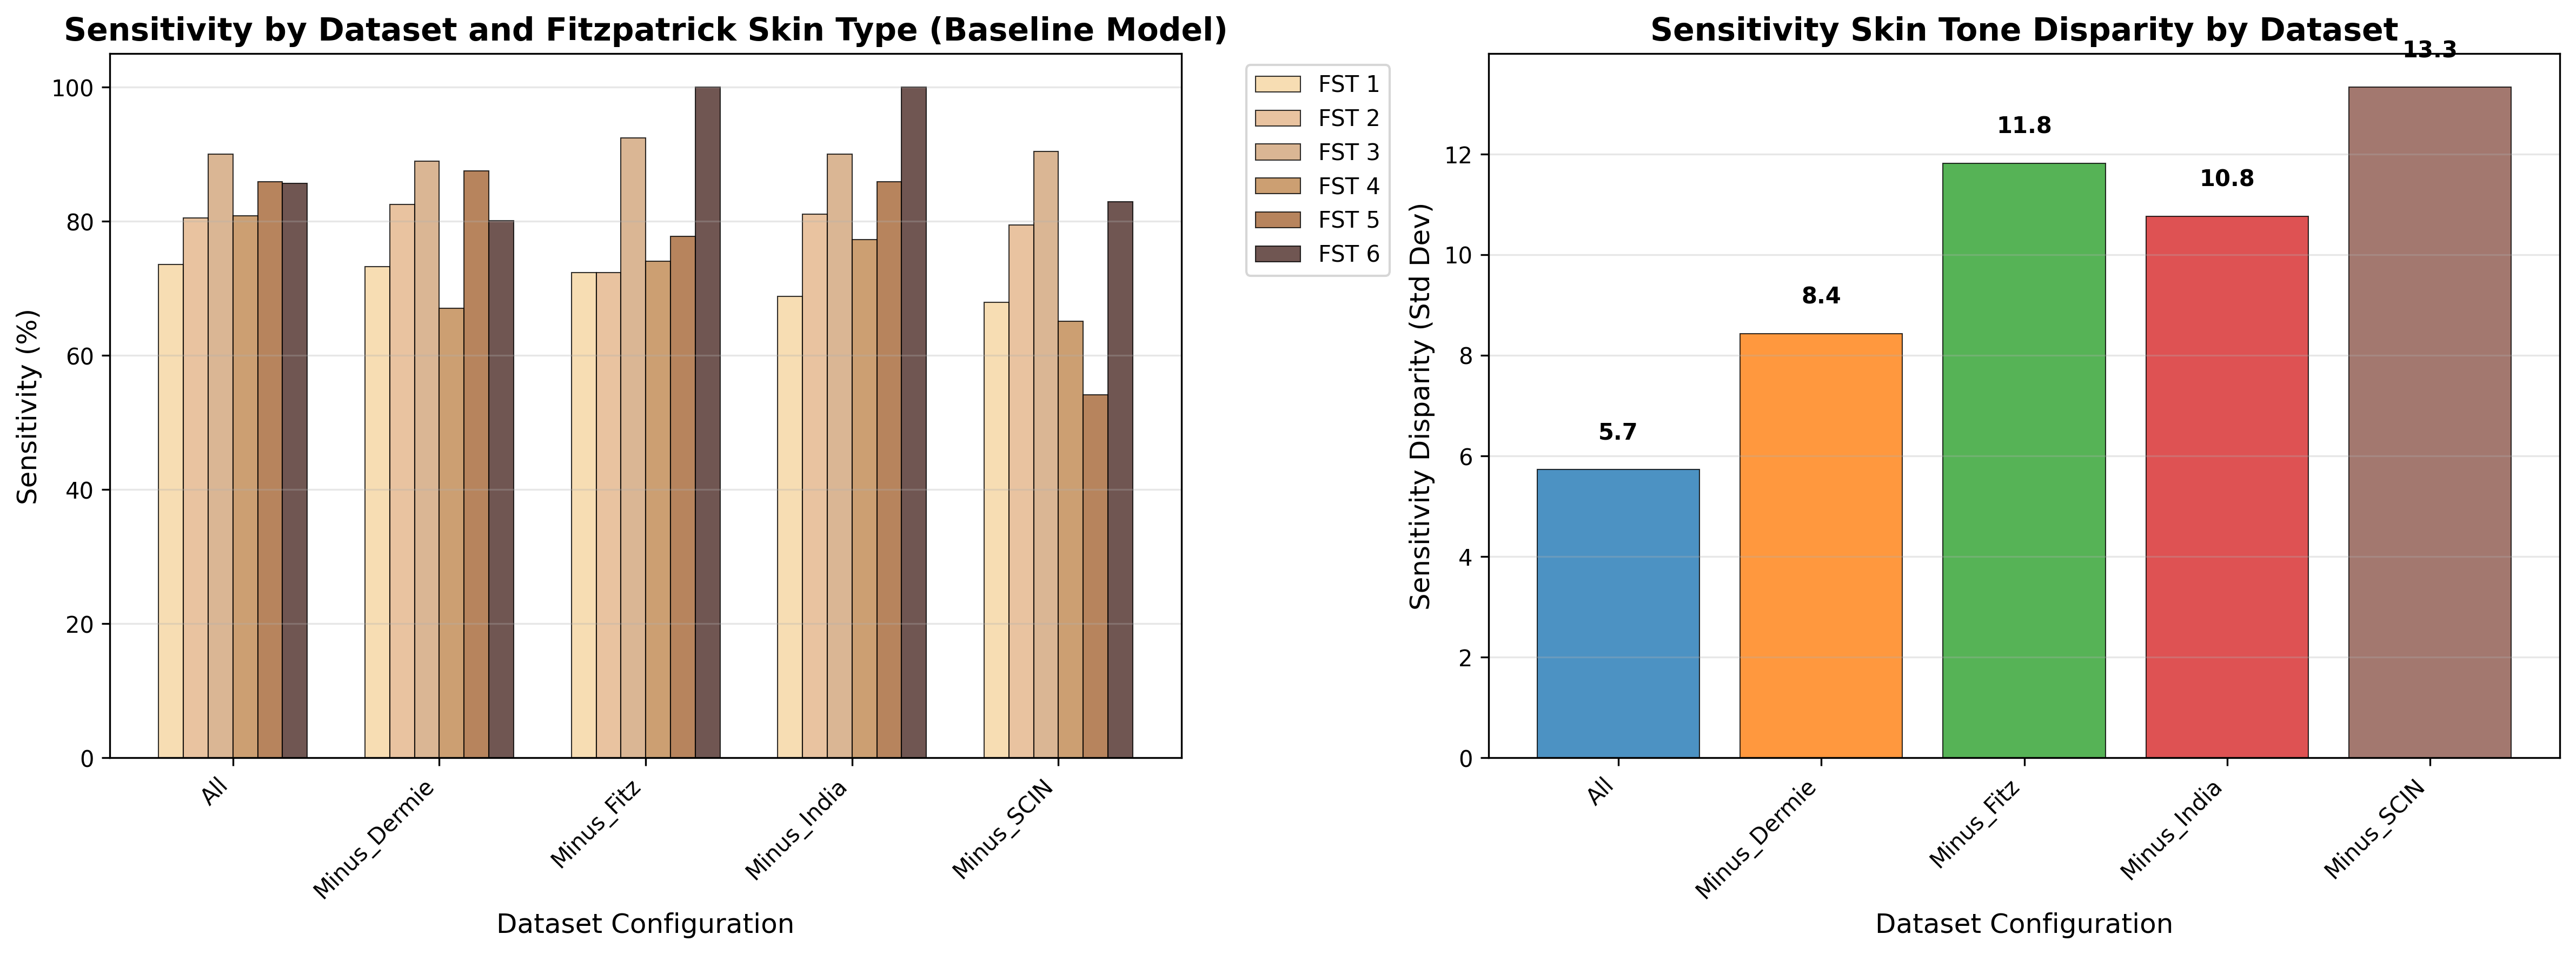 Sensitivity by Dataset and Fitzpatrick Skin Type (Baseline Model)
Sensitivity (%)
100
80
60
40
20
0
All
Minus_Dermie
Minus_Fitz
Minus_India
Minus_SCIN
Dataset Configuration
FST 1
FST 2
FST 3
FST 4
FST 5
FST 6
Sensitivity Skin Tone Disparity by Dataset
Sensitivity Disparity (Std Dev)
12
10
8
6
4
2
0
5.7
8.4
11.8
10.8
13.3
All
Minus_Dermie
Minus_Fitz
Minus_India
Minus_SCIN
Dataset Configuration